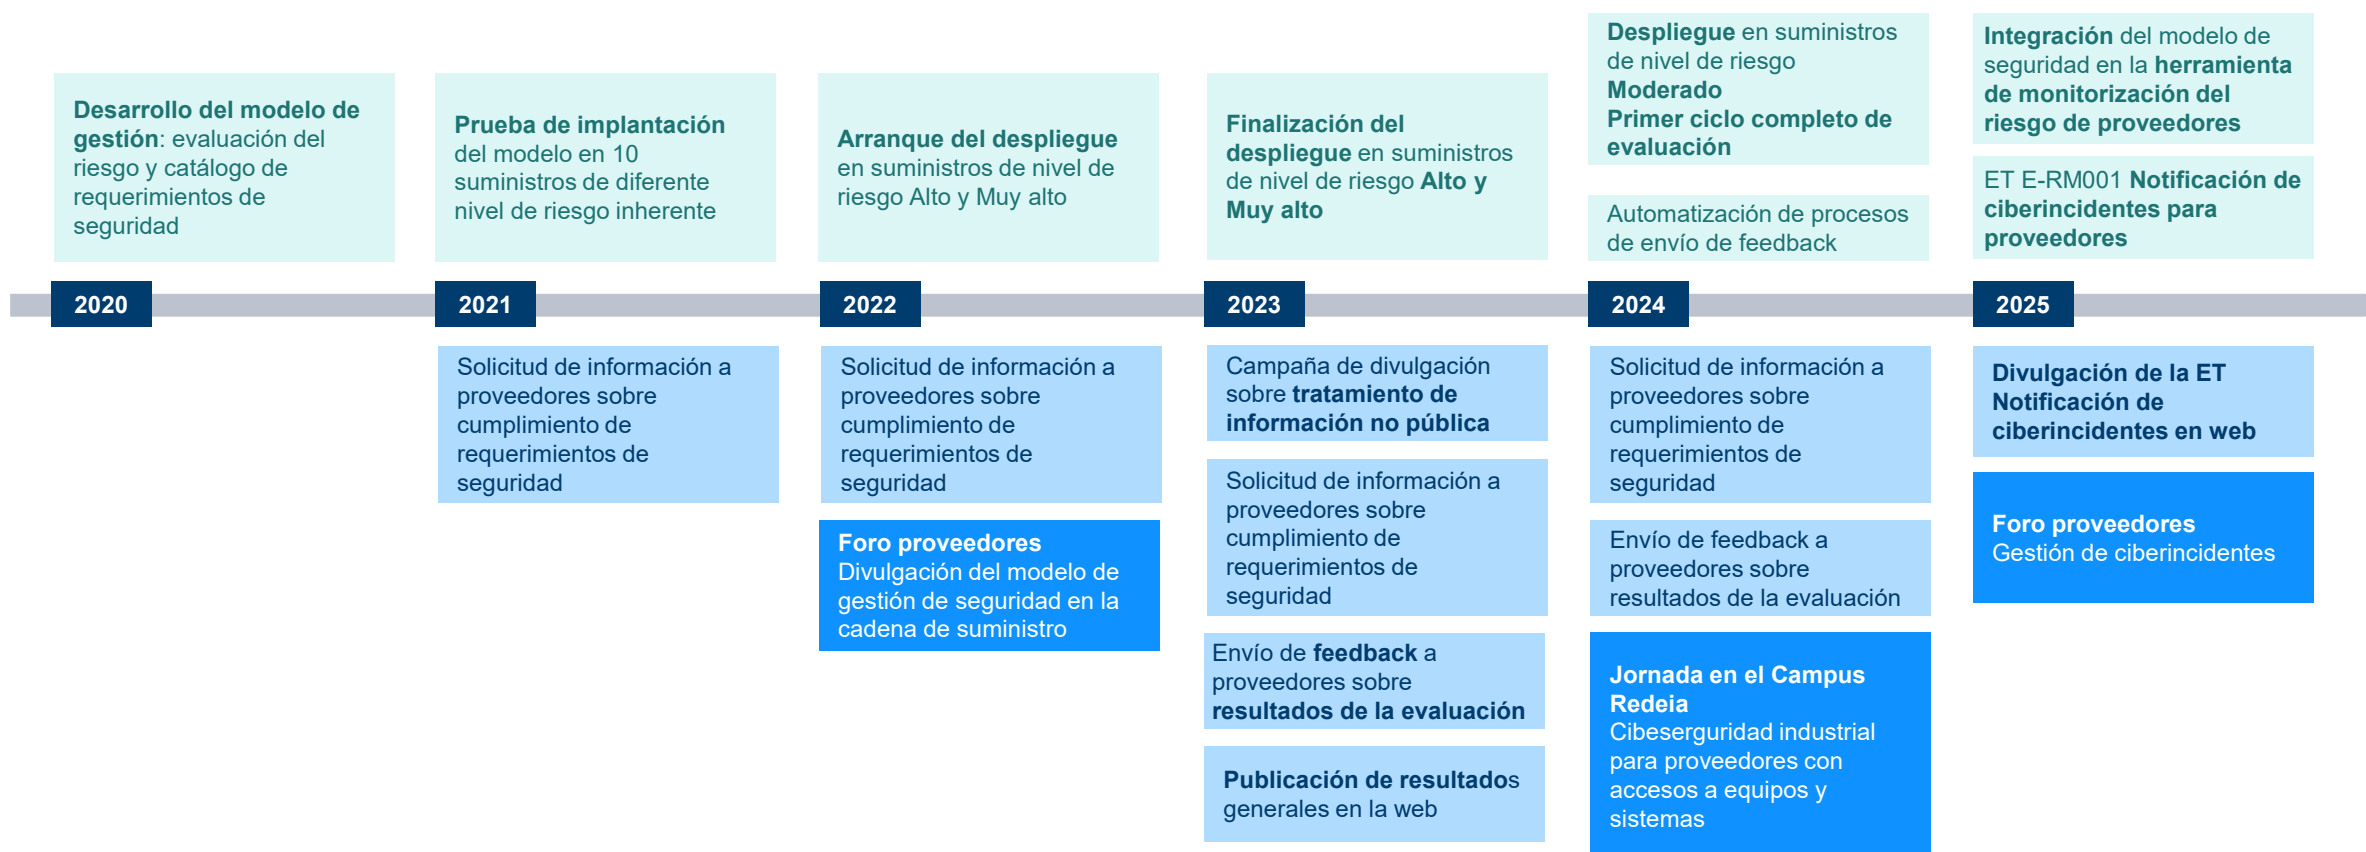 Desarrollo del modelo de
gestión: evaluación del
riesgo y catálogo de
requerimientos de
seguridad
Prueba de implantación
del modelo en 10
suministros de diferente
nivel de riesgo inherente
Arranque del despliegue
en suministros de nivel de
riesgo Alto y Muy alto
Finalización del
despliegue en suministros
de nivel de riesgo Alto y
Muy alto
Despliegue en suministros
de nivel de riesgo
Moderado
Primer ciclo completo de
evaluación
Automatización de procesos
de envío de feedback
Integración del modelo de
seguridad en la herramienta
de monitorización del
riesgo de proveedores
ET E-RM001 Notificación de
ciberincidentes para
proveedores
2020
2021
2022
2023
2024
2025
Solicitud de información a
proveedores sobre
cumplimiento de
requerimientos de
seguridad
Solicitud de información a
proveedores sobre
cumplimiento de
requerimientos de
seguridad
Foro proveedores
Divulgación del modelo de
gestión de seguridad en la
cadena de suministro
Campaña de divulgación
sobre tratamiento de
información no pública
Solicitud de información a
proveedores sobre
cumplimiento de
requerimientos de
seguridad
Envío de feedback a
proveedores sobre
resultados de la evaluación
Publicación de resultados
generales en la web
Solicitud de información a
proveedores sobre
cumplimiento de
requerimientos de
seguridad
Envío de feedback a
proveedores sobre
resultados de la evaluación
Jornada en el Campus
Redeia
Cibeserguridad industrial
para proveedores con
accesos a equipos y
sistemas
Divulgación de la ET
Notificación de
ciberincidentes en web
Foro proveedores
Gestión de ciberincidentes